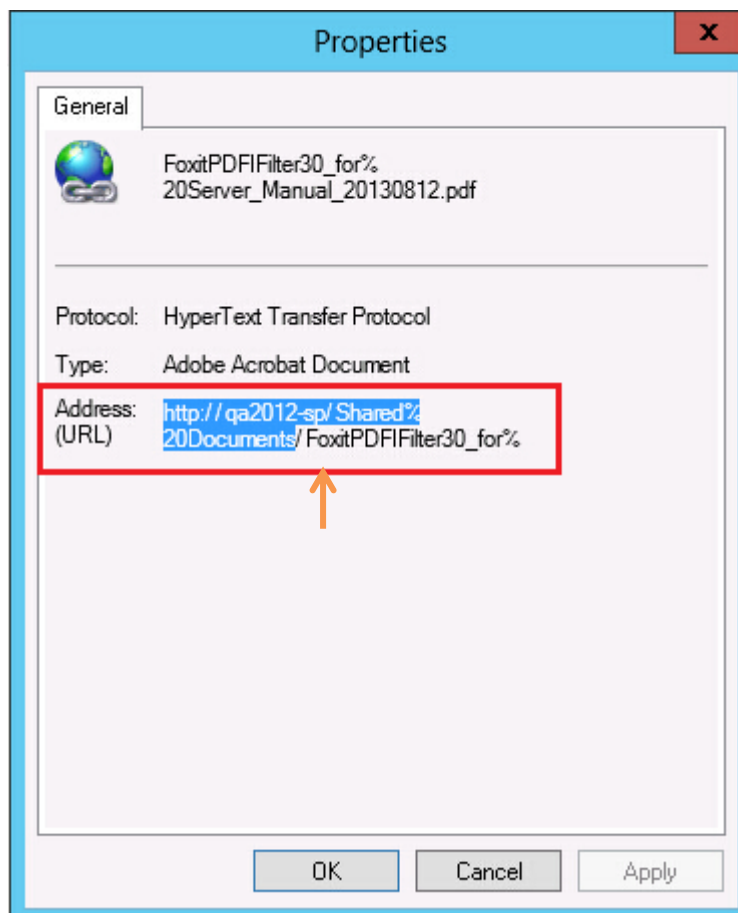 Properties
x
General
FoxitPDFIFilter30_for%
20Server_Manual_20130812.pdf
Protocol: HyperText Transfer Protocol
Type: Adobe Acrobat Document
Address: http://qa2012-sp/Shared%
(URL) 20Documents/FoxitPDFIFilter30_for%
OK Cancel Apply